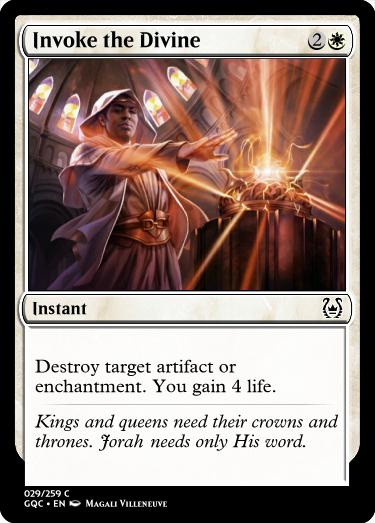 Invoke the Divine 2
Instant
Destroy target artifact or
enchantment. You gain 4 life.
Kings and queens need their crowns and
thrones. Jorah needs only His word.
029/259 C
GQC • EN Magali Villeneuve